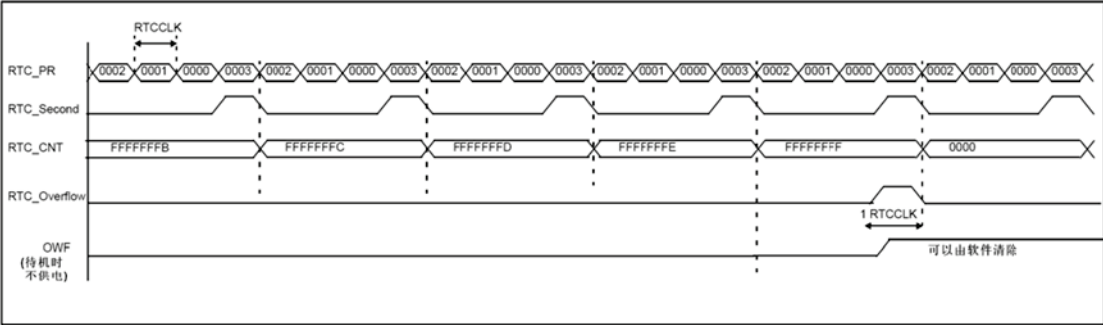 RTCCLK
RTC_PR 0002 0001 0000 0003 0002 0001 0000 0003 0002 0001 0000 0003 0002 0001 0000 0003 0002 0001 0000 0003 0002 0001 0000 0003
RTC_Second
RTC_CNT FFFFFFFB FFFFFFFC FFFFFFFD FFFFFFFE FFFFFFFF 0000
RTC_Overflow
1 RTCCLK
OWF
(待机时
不供电)
可以由软件清除